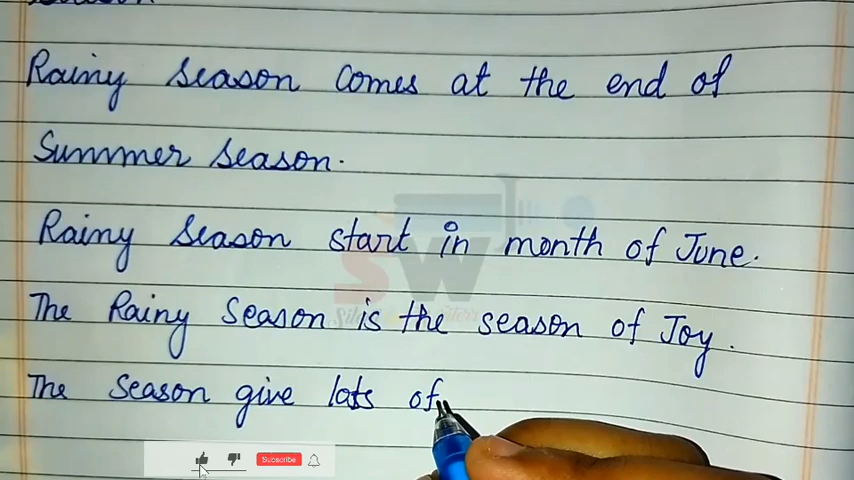 Rainy season comes at the end of
Summer season.
Rainy season start in month of June.
The Rainy Season is the season of Joy.
The season give lots of
SW
Subscribe